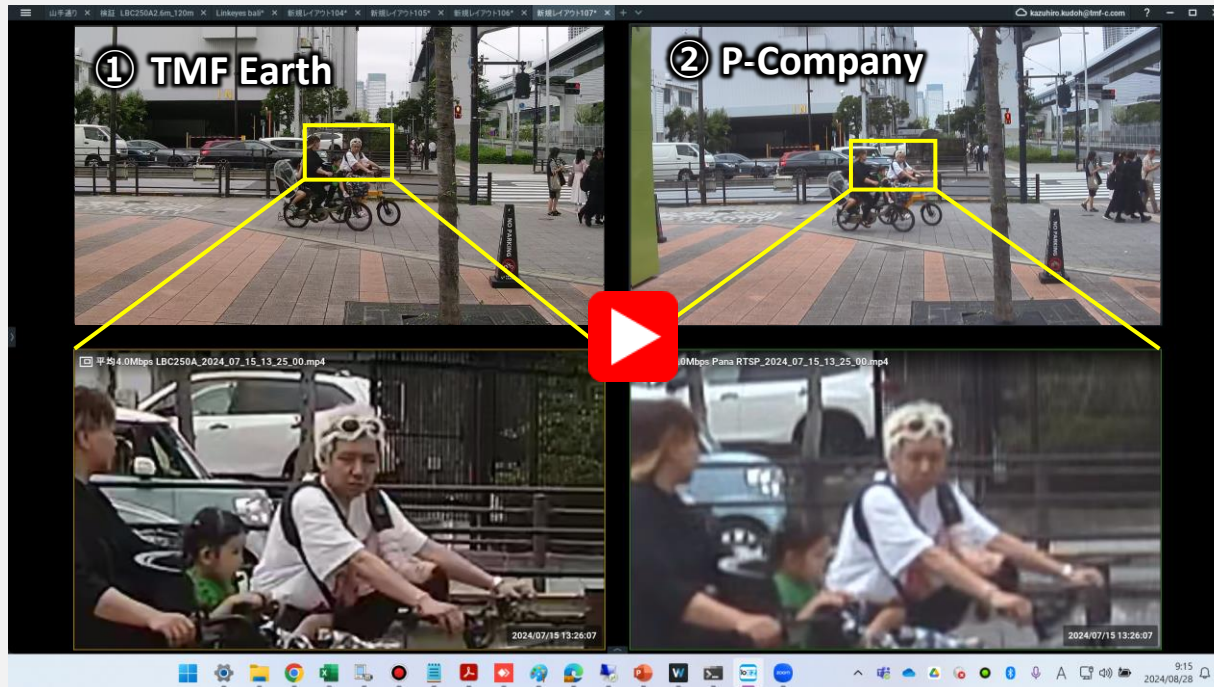 山手通り × 検証 LBC250A2.6m_120m × Linkeyes ball* × 新規レイアウト104* × 新規レイアウト105* × 新規レイアウト106* × 新規レイアウト107* × +
kazuhiro.kudoh@tmf-c.com ?
① TMF Earth
② P-Company
NO PARKING
NO PARKING
平均4.0Mbps LBC250A_2024_07_15_13_25_00.mp4
.0Mbps Pana RTSP_2024_07_15_13_25_00.mp4
2024/07/15 13:26:07
2024/07/15 13:26:07
A
9:15
2024/08/28